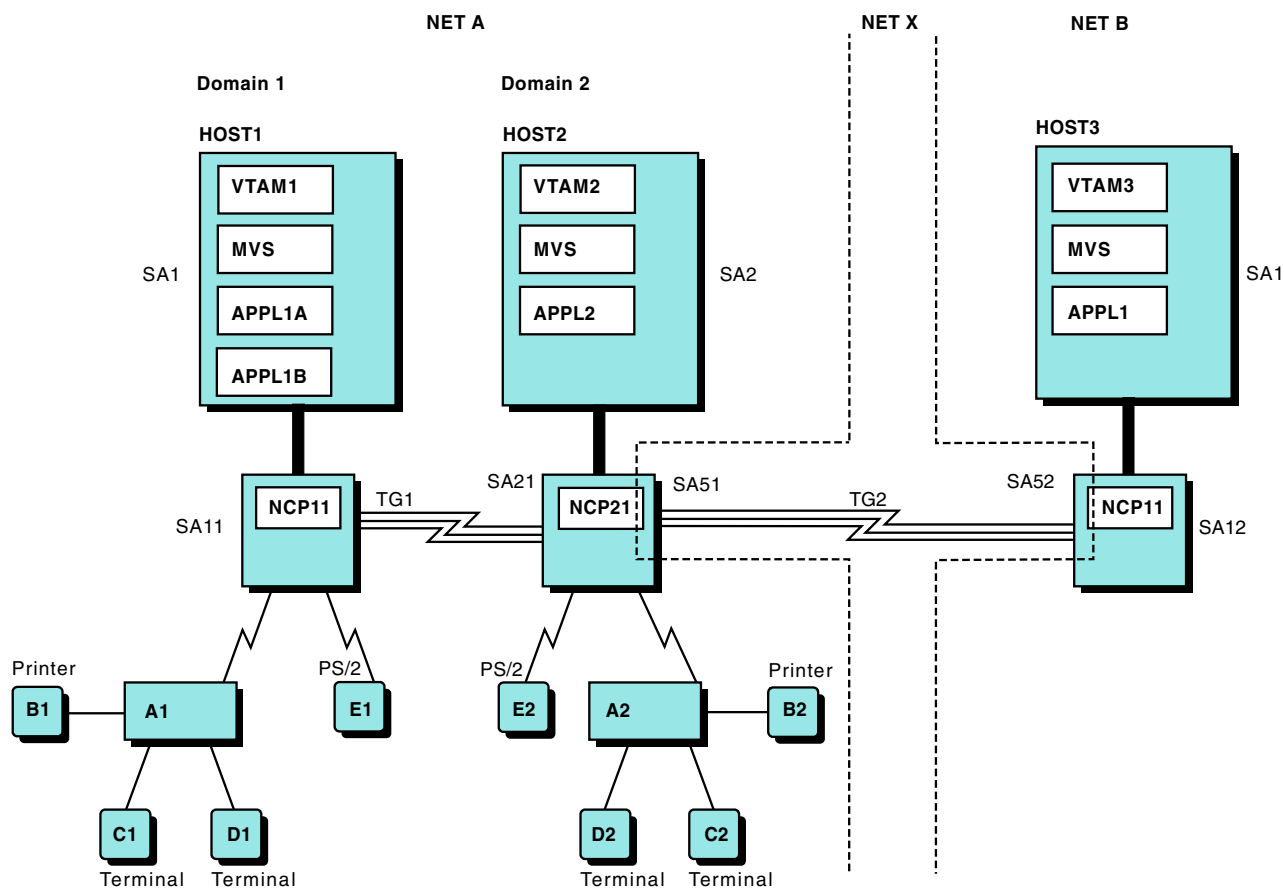 NET A
NET X
NET B
Domain 1
Domain 2
HOST1
HOST2
HOST3
VTAM1
VTAM2
VTAM3
MVS
MVS
MVS
SA1
SA2
SA1
APPL1A
APPL2
APPL1
APPL1B
SA21
SA51
SA52
NCP11
TG1
NCP21
TG2
NCP11
SA11
SA12
Printer
PS/2
PS/2
Printer
B1
A1
E1
E2
A2
B2
C1
D1
D2
C2
Terminal
Terminal
Terminal
Terminal